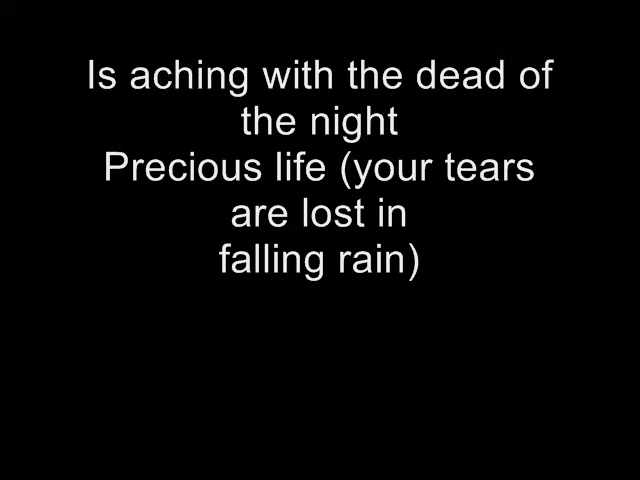 Is aching with the dead of
the night
Precious life (your tears
are lost in
falling rain)